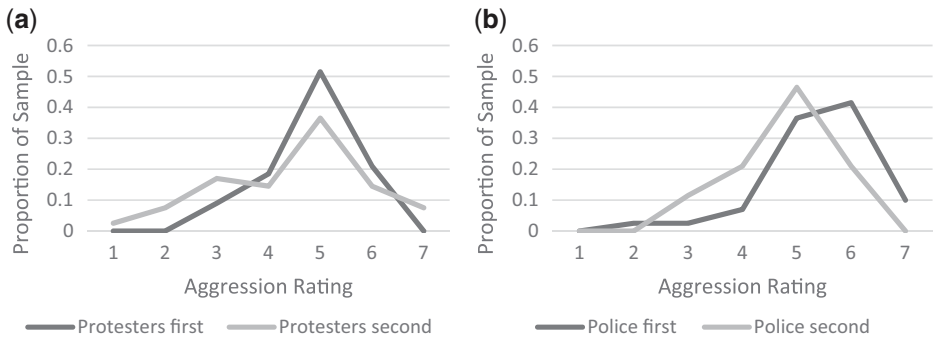 (a)
Proportion of Sample
0.6
0.5
0.4
0.3
0.2
0.1
0
1 2 3 4 5 6 7
Aggression Rating
Protesters first Protesters second
(b)
Proportion of Sample
0.6
0.5
0.4
0.3
0.2
0.1
0
1 2 3 4 5 6 7
Aggression Rating
Police first Police second